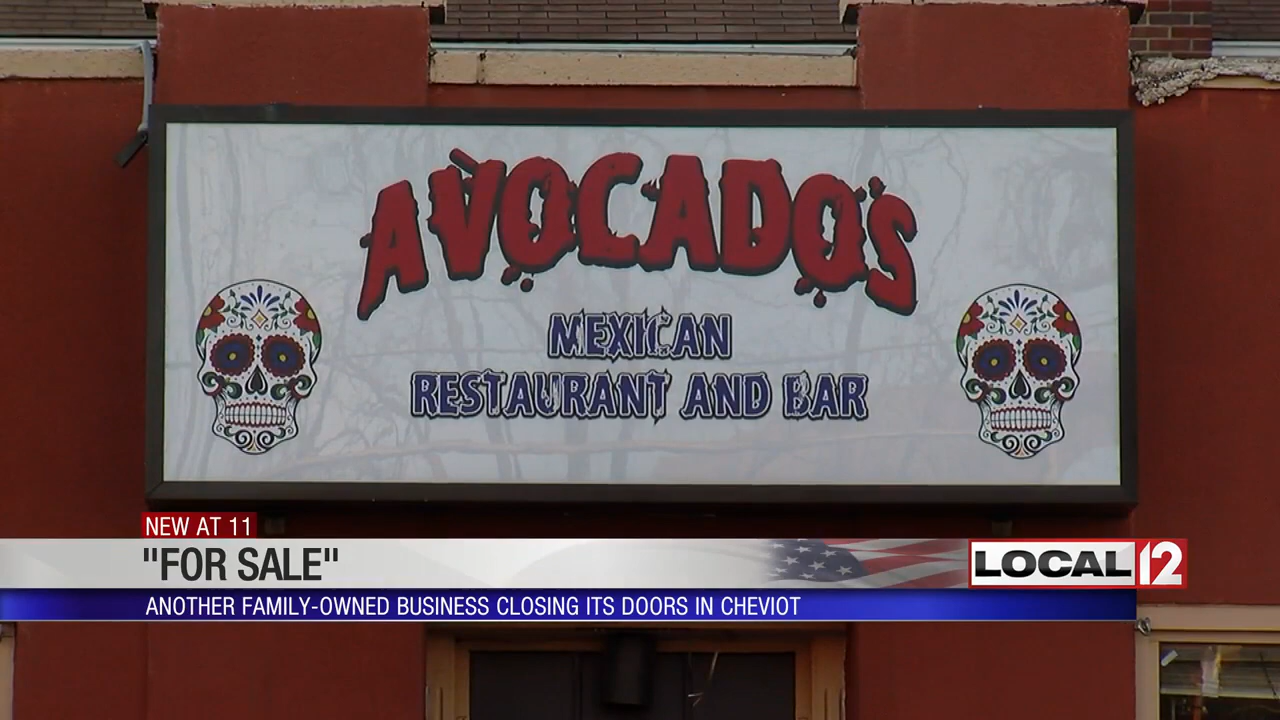 AVOCADO'S
MEXICAN
RESTAURANT AND BAR
NEW AT 11
"FOR SALE"
LOCAL 12
ANOTHER FAMILY-OWNED BUSINESS CLOSING ITS DOORS IN CHEVIOT